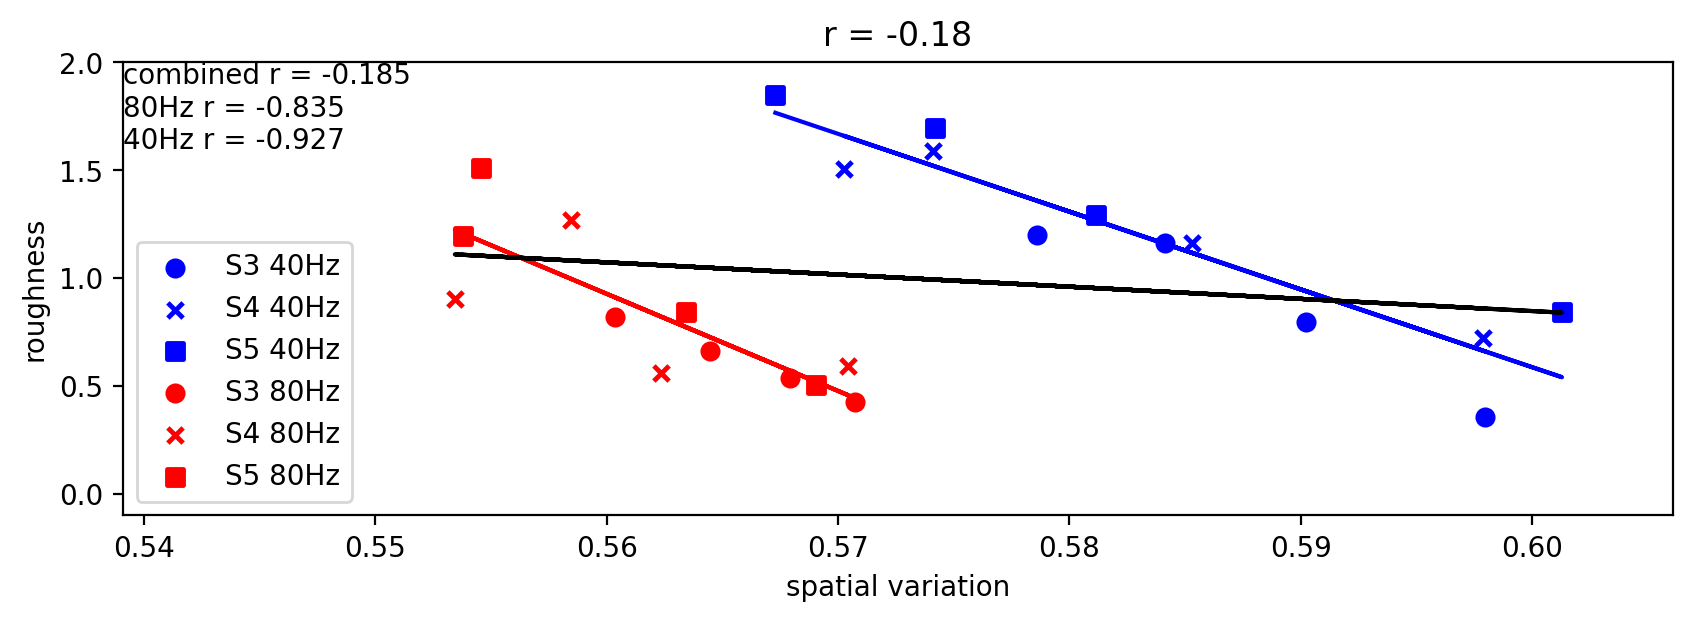 r = -0.18
combined r = -0.185
80Hz r = -0.835
40Hz r = -0.927
2.0
1.5
1.0
0.5
0.0
roughness
S3 40Hz
S4 40Hz
S5 40Hz
S3 80Hz
S4 80Hz
S5 80Hz
0.54 0.55 0.56 0.57 0.58 0.59 0.60
spatial variation